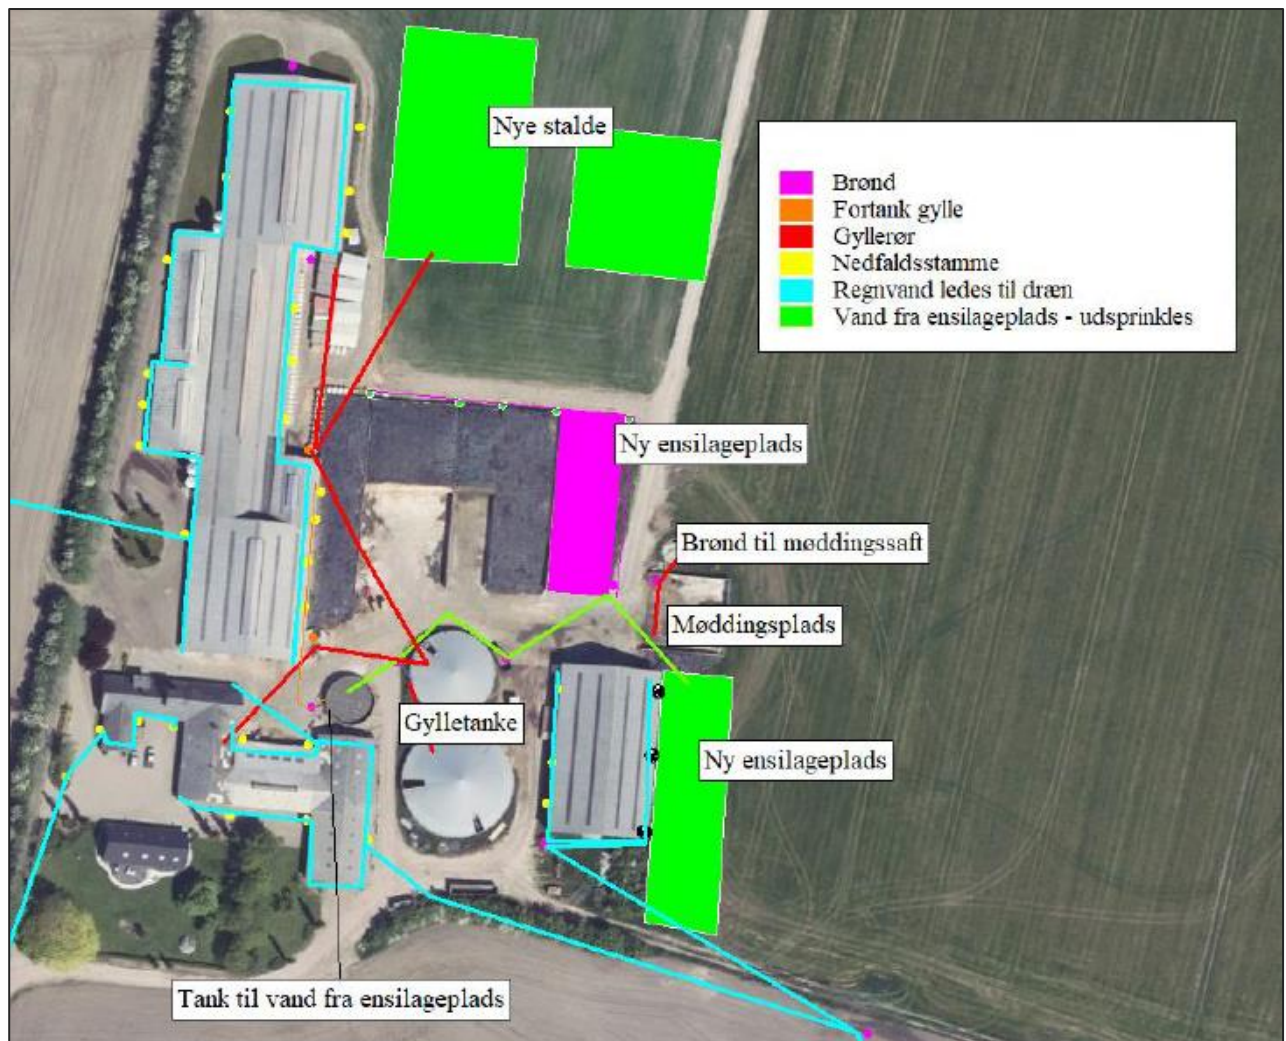 Nye stalde
Brønd
Fortank gylle
Gyllerør
Nedfaldsstamme
Regnvand ledes til dræn
Vand fra ensilageplads - udsprinkles
Ny ensilageplads
Brønd til møddingssaft
Møddingsplads
Gylletanke
Ny ensilageplads
Tank til vand fra ensilageplads